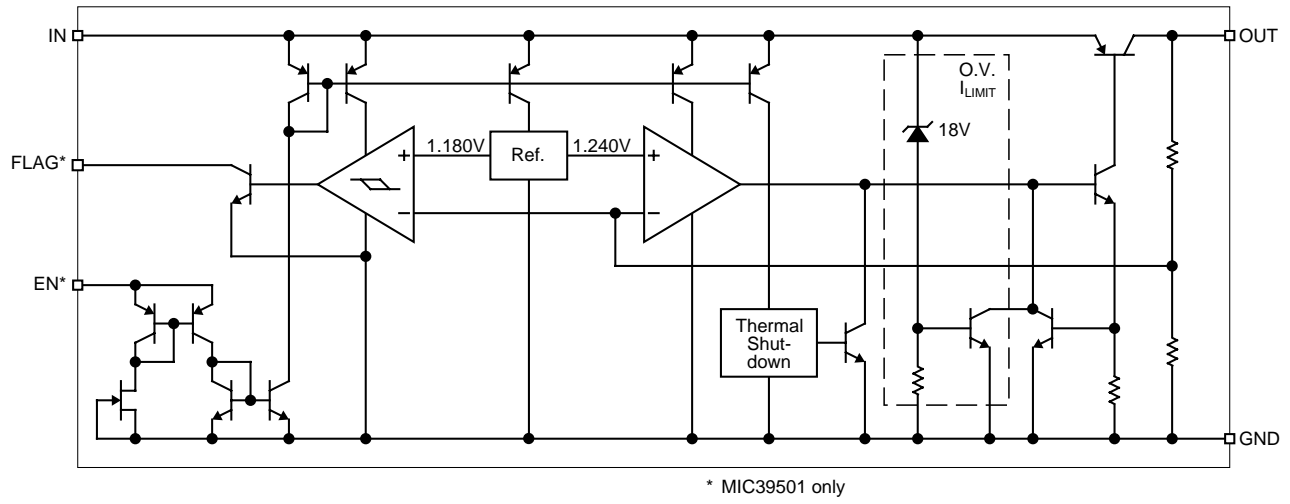 IN
OUT
O.V.
ILIMIT
18V
1.180V
Ref.
1.240V
FLAG*
EN*
Thermal
Shut-
down
GND
* MIC39501 only